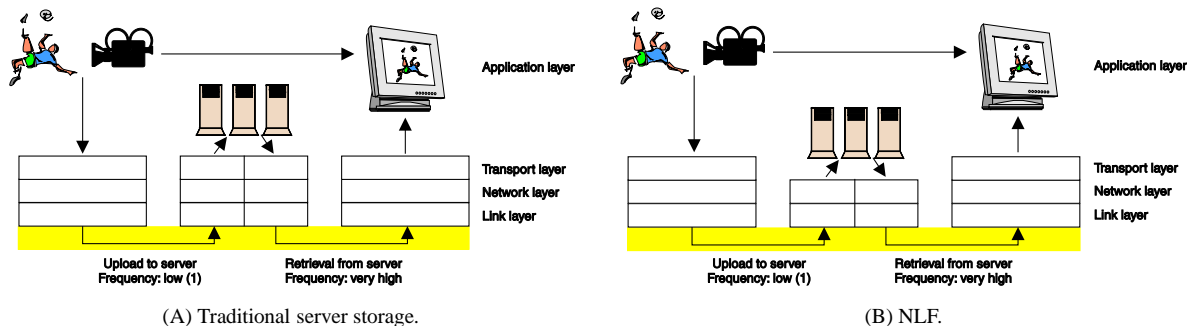 Application layer
Transport layer
Network layer
Link layer
Upload to server
Frequency: low (1)
Retrieval from server
Frequency: very high
(A) Traditional server storage.
Application layer
Transport layer
Network layer
Link layer
Upload to server
Frequency: low (1)
Retrieval from server
Frequency: very high
(B) NLF.